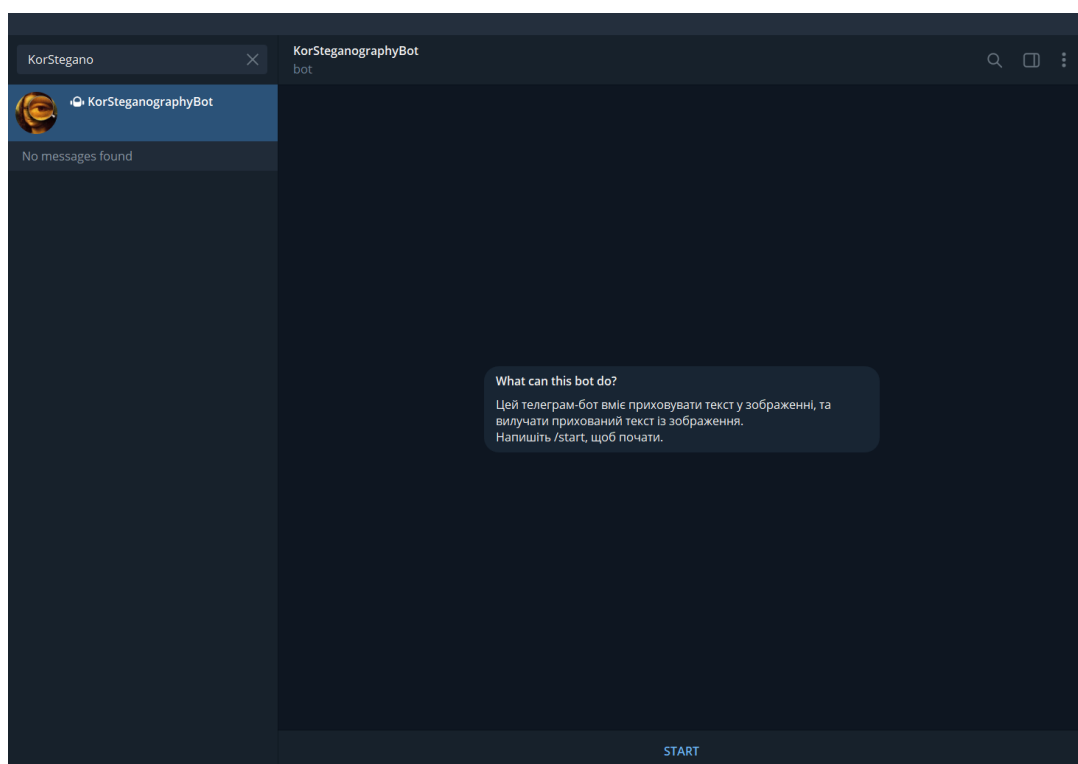 KorStegano
KorSteganographyBot
No messages found
KorSteganographyBot
bot
What can this bot do?
Цей телеграм-бот вміє приховувати текст у зображенні, та
вилучати прихований текст із зображення.
Напишіть /start, щоб почати.
START